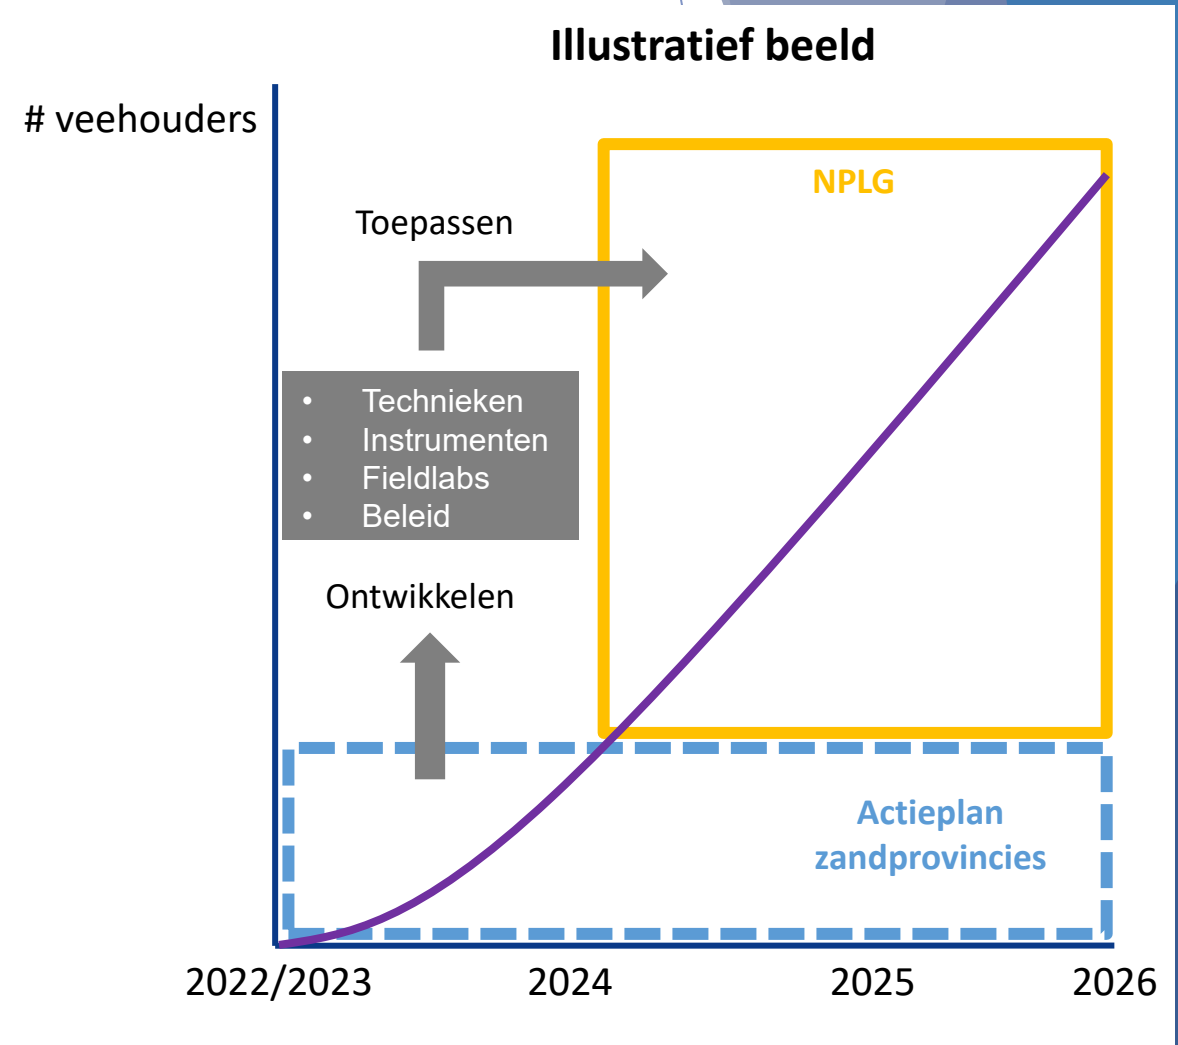 Illustratief beeld
# veehouders
NPLG
Toepassen
• Technieken
• Instrumenten
• Fieldlabs
• Beleid
Ontwikkelen
Actieplan
zandprovincies
2022/2023 2024 2025 2026